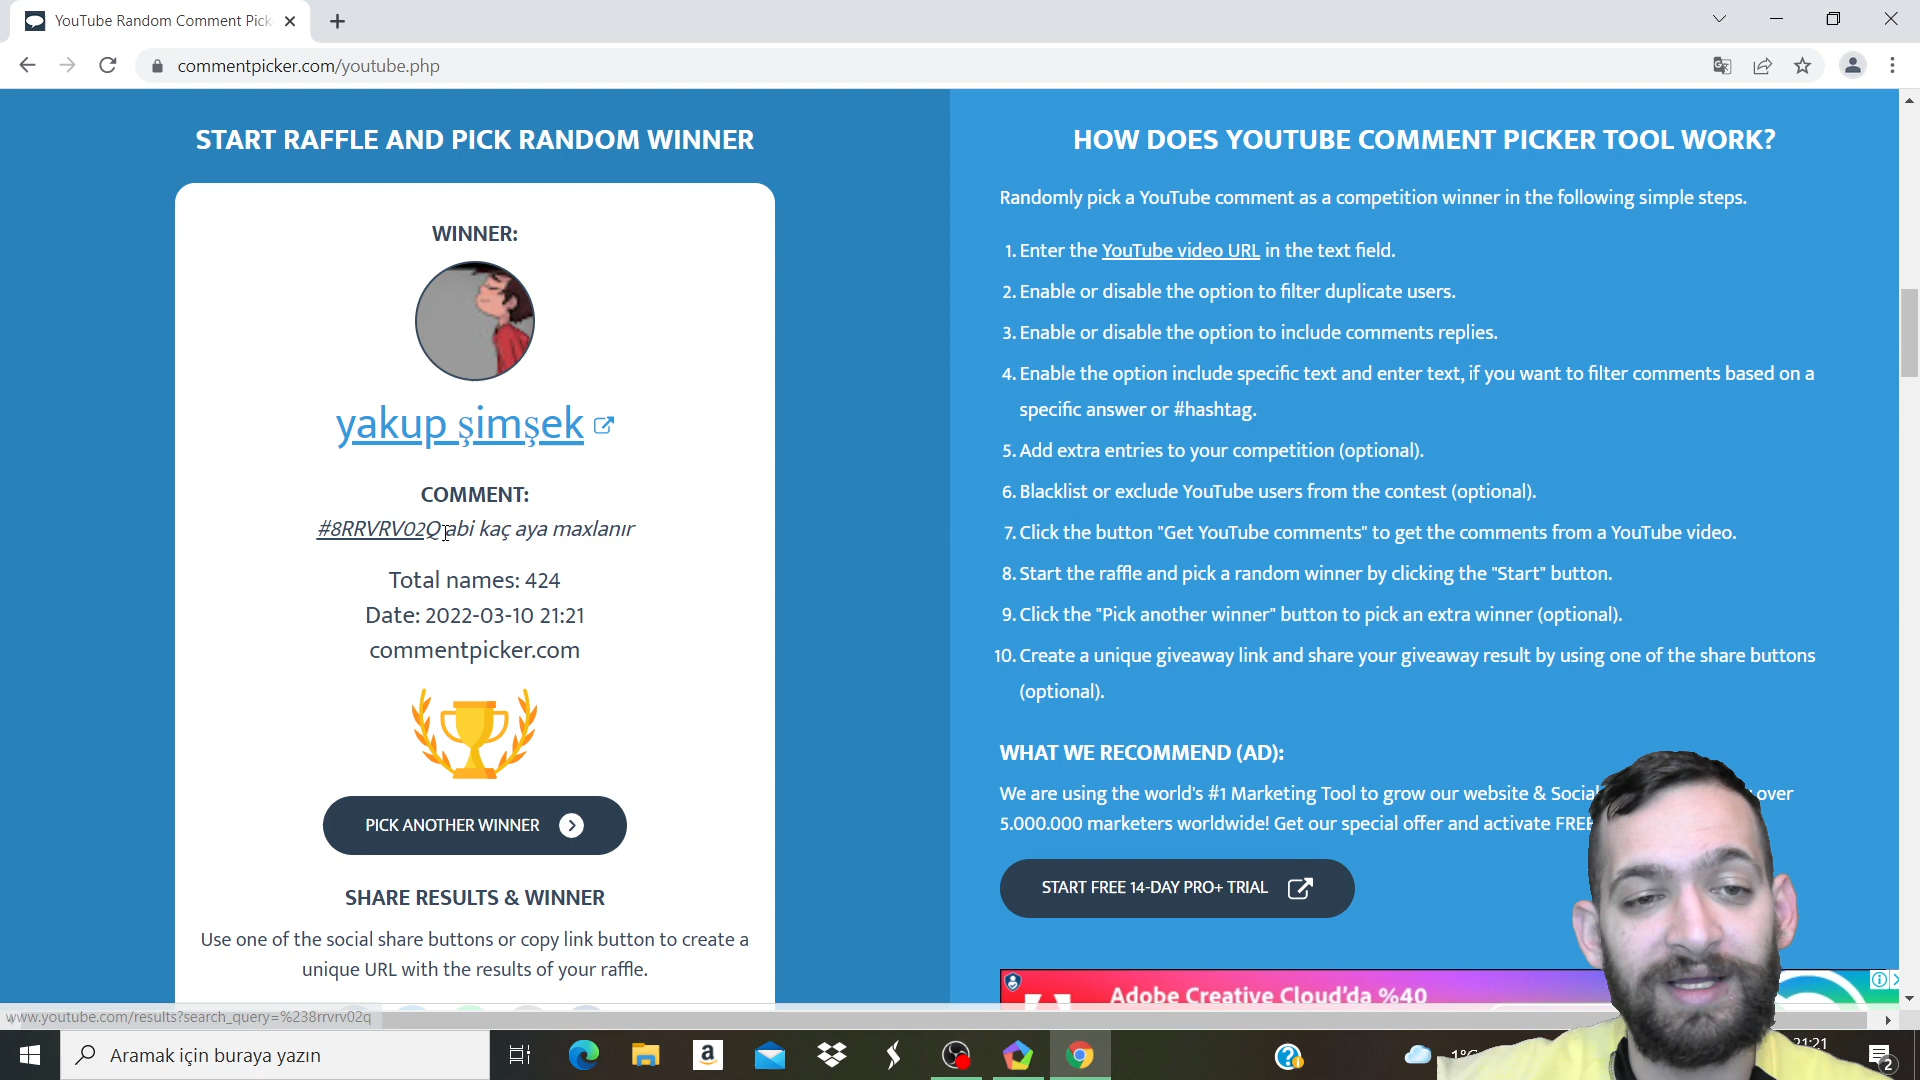 YouTube Random Comment Pick
commentpicker.com/youtube.php
START RAFFLE AND PICK RANDOM WINNER
WINNER:
yakup şimşek
COMMENT:
#8RRVRV02Q abi kaç aya maxlanır
Total names: 424
Date: 2022-03-10 21:21
commentpicker.com
PICK ANOTHER WINNER
SHARE RESULTS & WINNER
Use one of the social share buttons or copy link button to create a
unique URL with the results of your raffle.
HOW DOES YOUTUBE COMMENT PICKER TOOL WORK?
Randomly pick a YouTube comment as a competition winner in the following simple steps.
1. Enter the YouTube video URL in the text field.
2. Enable or disable the option to filter duplicate users.
3. Enable or disable the option to include comments replies.
4. Enable the option include specific text and enter text, if you want to filter comments based on a
specific answer or #hashtag.
5. Add extra entries to your competition (optional).
6. Blacklist or exclude YouTube users from the contest (optional).
7. Click the button "Get YouTube comments" to get the comments from a YouTube video.
8. Start the raffle and pick a random winner by clicking the "Start" button.
9. Click the "Pick another winner" button to pick an extra winner (optional).
10. Create a unique giveaway link and share your giveaway result by using one of the share buttons
(optional).
WHAT WE RECOMMEND (AD):
We are using the world's #1 Marketing Tool to grow our website & Social over
5.000.000 marketers worldwide! Get our special offer and activate FREE
START FREE 14-DAY PRO+ TRIAL
Adobe Creative Cloud'da %40
www.youtube.com/results?search_query=%238rrvrv02q
Aramak için buraya yazın
1°C
21:21
2